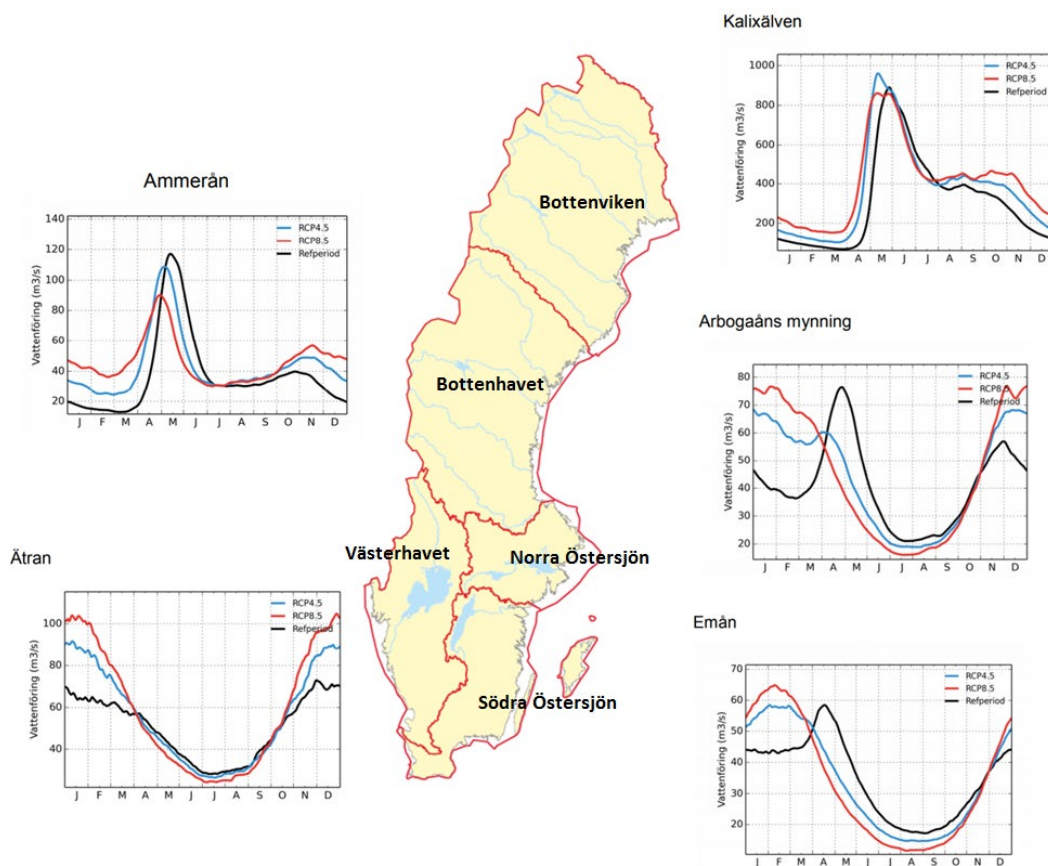 Kalixälven
Vattenföring (m3/s)
1000
800
600
400
200
RCP4.5
RCP8.5
Refperiod
J F M A M J J A S O N D
Ammerån
Vattenföring (m3/s)
140
120
100
80
60
40
20
RCP4.5
RCP8.5
Refperiod
J F M A M J J A S O N D
Bottenviken
Bottenhavet
Västerhavet
Norra Östersjön
Södra Östersjön
Arbogaåns mynning
Vattenföring (m3/s)
80
70
60
50
40
30
20
RCP4.5
RCP8.5
Refperiod
J F M A M J J A S O N D
Ätran
Vattenföring (m3/s)
100
80
60
40
RCP4.5
RCP8.5
Refperiod
J F M A M J J A S O N D
Emån
Vattenföring (m3/s)
70
60
50
40
30
20
RCP4.5
RCP8.5
Refperiod
J F M A M J J A S O N D